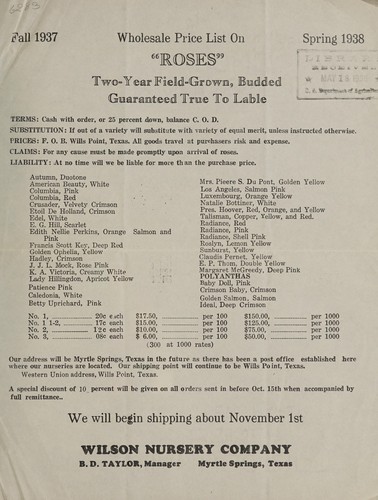 Fall 1937
Wholesale Price List On
Spring 1938
"ROSES"
Two-Year Field-Grown, Budded
Guaranteed True To Lable
TERMS: Cash with order, or 25 percent down, balance C. O. D.
SUBSTITUTION: If out of a variety will substitute with variety of equal merit, unless instructed otherwise.
PRICES: F. O. B. Wills Point, Texas. All goods travel at purchasers risk and expense.
CLAIMS: For any cause must be made promptly upon arrival of roses.
LIABILITY: At no time will we be liable for more than the purchase price.
Autumn, Duotone
American Beauty, White
Columbia, Pink
Columbia, Red
Crusader, Velvety Crimson
Etoil De Holland, Crimson
Edel, White
E. G. Hill, Scarlet
Edith Nellie Perkins, Orange Salmon and
Pink
Francis Scott Key, Deep Red
Golden Ophelia, Yellow
Hadley, Crimson
J. J. L. Mock, Rose Pink
K. A. Victoria, Creamy White
Lady Hillingdon, Apricot Yellow
Patience Pink
Caledonia, White
Betty Uprichard, Pink
Mrs. Pieere S. Du Pont, Golden Yellow
Los Angeles, Salmon Pink
Luxembourg, Orange Yellow
Natalie Bottiner, White
Pres. Hoover, Red, Orange, and Yellow
Talisman, Copper, Yellow, and Red.
Radiance, Red
Radiance, Pink
Radiance, Shell Pink
Roslyn, Lemon Yellow
Sunburst, Yellow
Claudis Pernet, Yellow
E. P. Thom, Double Yellow
Margaret McGreedy, Deep Pink
POLYANTHAS
Baby Doll, Pink
Crimson Baby, Crimson
Golden Salmon, Salmon
Ideal, Deep Crimson
No. 1, 20c each $17.50, per 100 $150.00, per 1000
No. 1 1-2, 17c each $15.00, per 100 $125.00, per 1000
No. 2, 12c each $10.00, per 100 $75.00, per 1000
No. 3, 08c each $ 6.00, per 100 $50.00, per 1000
(300 at 1000 rates)
Our address will be Myrtle Springs, Texas in the future as there has been a post office established here
where our nurseries are located. Our shipping point will continue to be Wills Point, Texas.
Western Union address, Wills Point, Texas.
A special discount of 10 percent will be given on all orders sent in before Oct. 15th when accompanied by
full remittance..
We will begin shipping about November 1st
WILSON NURSERY COMPANY
B. D. TAYLOR, Manager Myrtle Springs, Texas